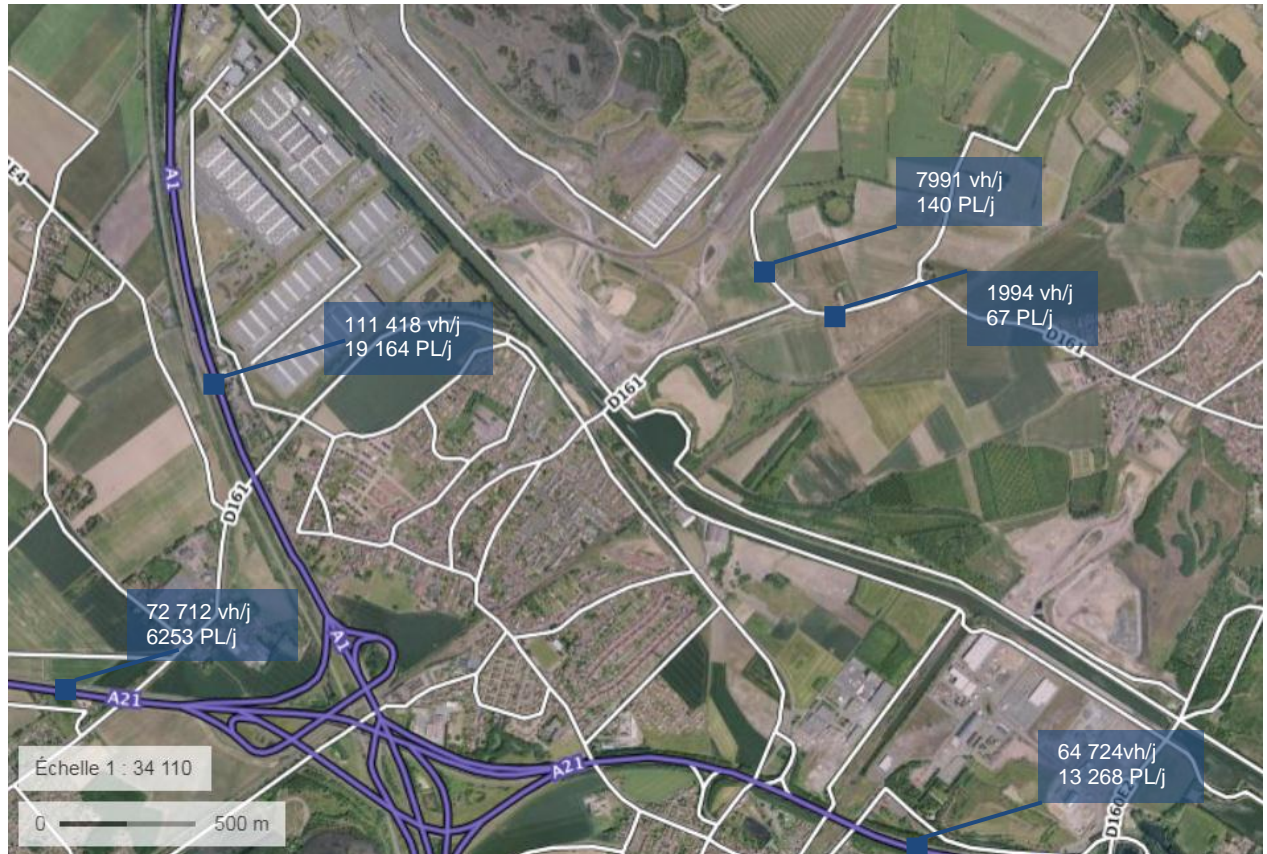 A1
7991 vh/j
140 PL/j
1994 vh/j
67 PL/j
D161
111 418 vh/j
19 164 PL/j
D161
D161
72 712 vh/j
6253 PL/j
A1
A21
A21
64 724vh/j
13 268 PL/j
Échelle 1 : 34 110
0 500 m